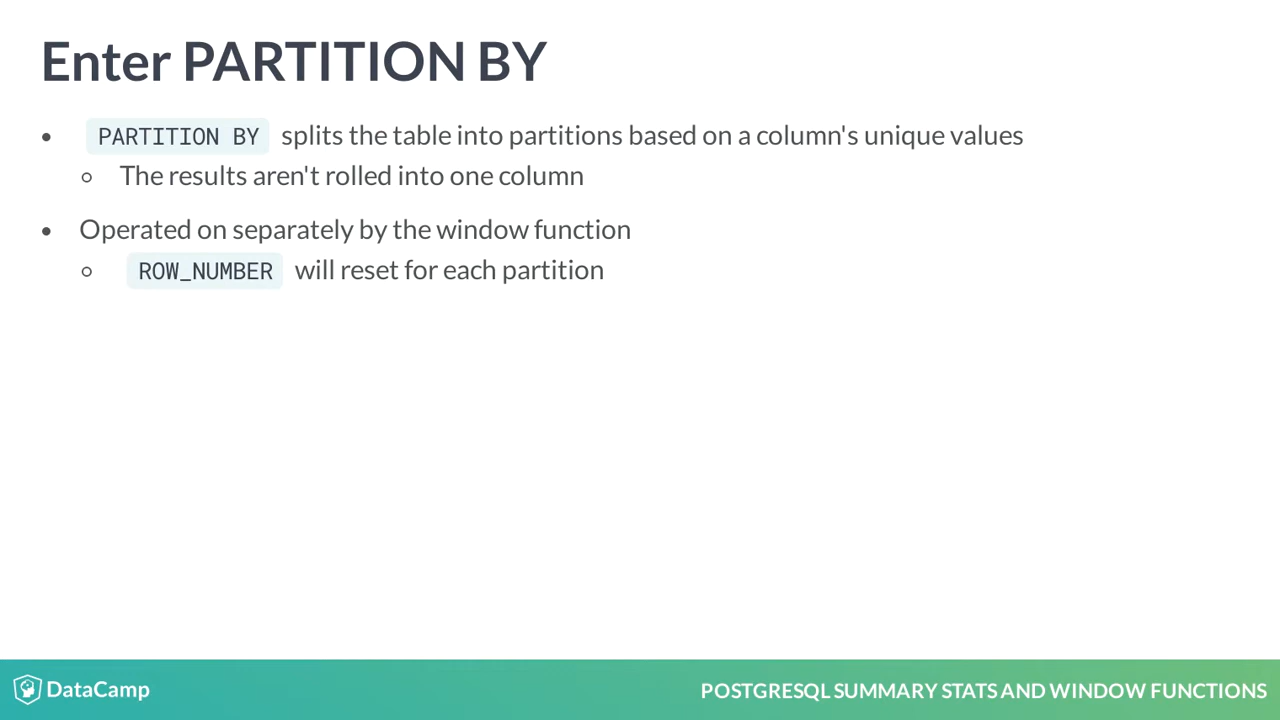 Enter PARTITION BY
• PARTITION BY splits the table into partitions based on a column's unique values
○ The results aren't rolled into one column
• Operated on separately by the window function
○ ROW_NUMBER will reset for each partition
DataCamp
POSTGRESQL SUMMARY STATS AND WINDOW FUNCTIONS